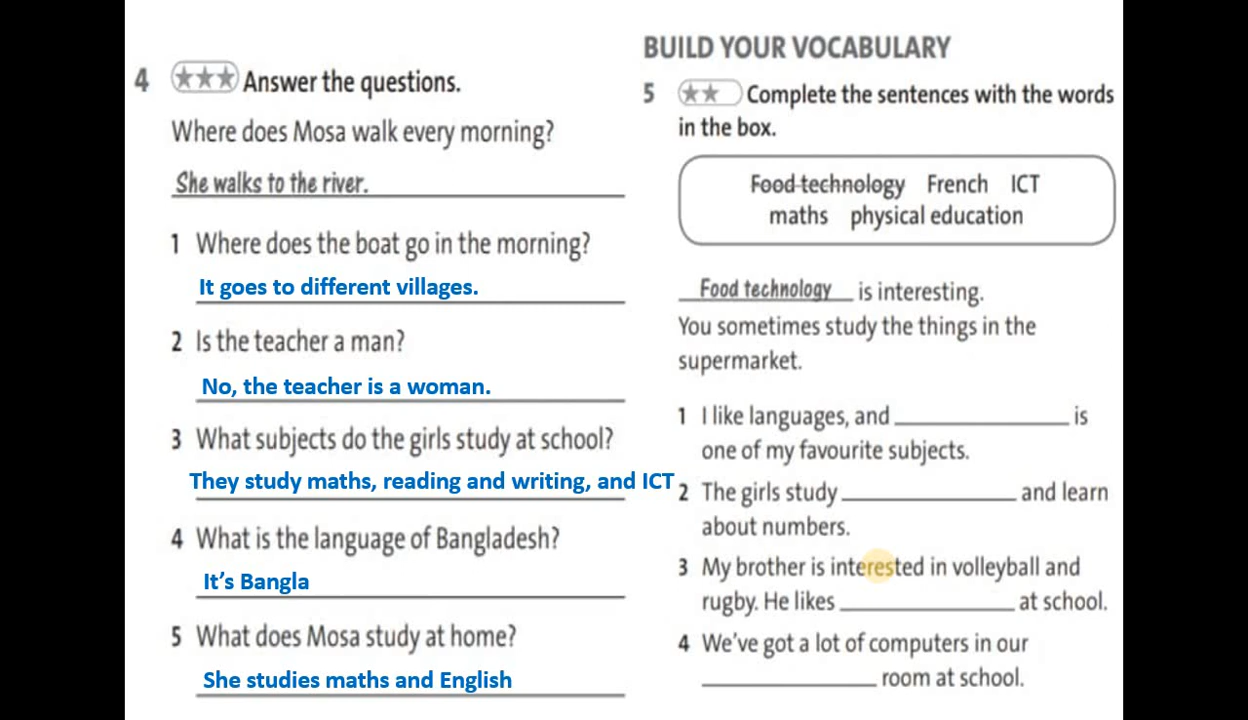 4 ★★★ Answer the questions.
Where does Mosa walk every morning?
She walks to the river.
1 Where does the boat go in the morning?
It goes to different villages.
2 Is the teacher a man?
No, the teacher is a woman.
3 What subjects do the girls study at school?
They study maths, reading and writing, and ICT
4 What is the language of Bangladesh?
It's Bangla
5 What does Mosa study at home?
She studies maths and English
BUILD YOUR VOCABULARY
5 ★★ Complete the sentences with the words
in the box.
Food technology French ICT
maths physical education
Food technology is interesting.
You sometimes study the things in the
supermarket.
1 I like languages, and ____________ is
one of my favourite subjects.
2 The girls study ____________ and learn
about numbers.
3 My brother is interested in volleyball and
rugby. He likes ____________ at school.
4 We've got a lot of computers in our
____________ room at school.